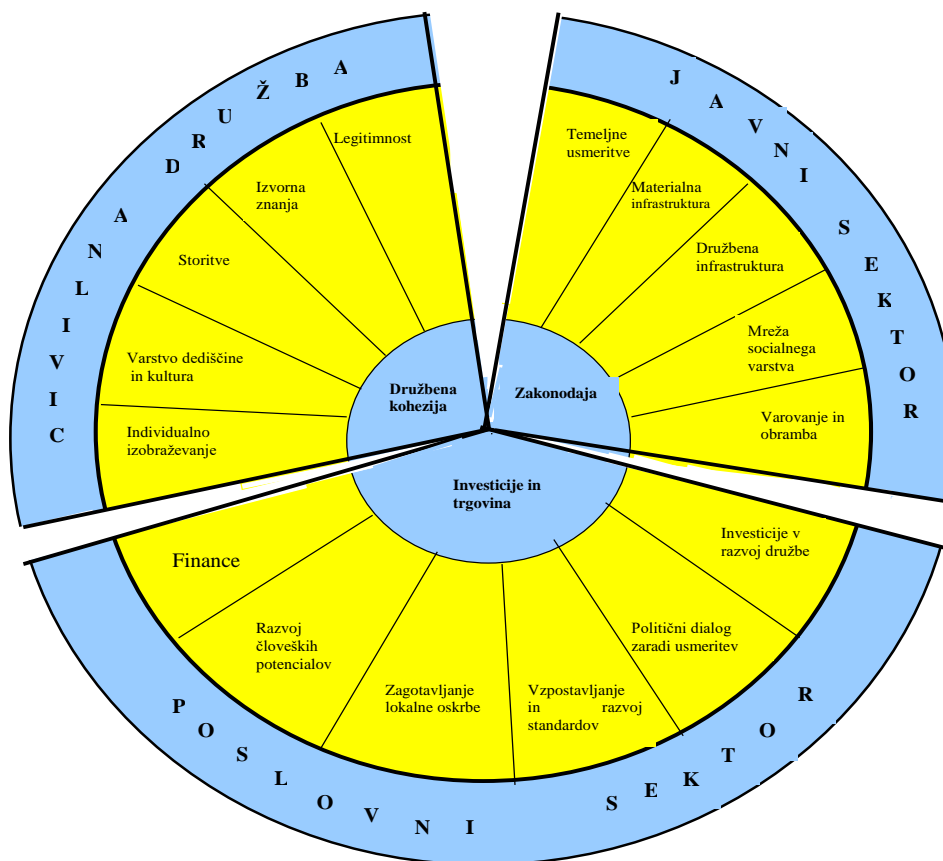 CIVILNA DRUŽBA
Legitimnost
Izvorna
znanja
Storitve
Varstvo dediščine
in kultura
Individualno
izobraževanje
Družbena
kohezija
JAVNI SEKTOR
Temeljne
usmeritve
Materialna
infrastruktura
Družbena
infrastruktura
Mreža
socialnega
varstva
Varovanje in
obramba
Zakonodaja
Investicije in
trgovina
Finance
Razvoj
človeških
potencialov
Zagotavljanje
lokalne oskrbe
Vzpostavljanje
in razvoj
standardov
Politični dialog
zaradi usmeritev
Investicije v
razvoj družbe
POSLOVNI SEKTOR